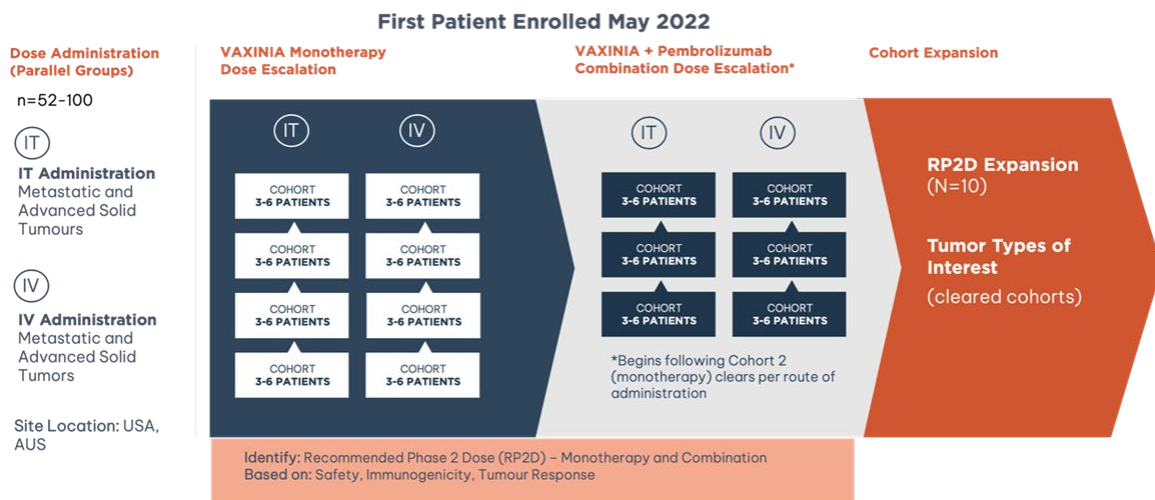 First Patient Enrolled May 2022
Dose Administration
(Parallel Groups)
n=52-100
IT
IT Administration
Metastatic and
Advanced Solid
Tumours
IV
IV Administration
Metastatic and
Advanced Solid
Tumors
Site Location: USA,
AUS
VAXINIA Monotherapy
Dose Escalation
IT
IV
COHORT
3-6 PATIENTS
COHORT
3-6 PATIENTS
COHORT
3-6 PATIENTS
COHORT
3-6 PATIENTS
COHORT
3-6 PATIENTS
COHORT
3-6 PATIENTS
COHORT
3-6 PATIENTS
COHORT
3-6 PATIENTS
VAXINIA + Pembrolizumab
Combination Dose Escalation*
IT
IV
COHORT
3-6 PATIENTS
COHORT
3-6 PATIENTS
COHORT
3-6 PATIENTS
COHORT
3-6 PATIENTS
COHORT
3-6 PATIENTS
COHORT
3-6 PATIENTS
*Begins following Cohort 2
(monotherapy) clears per route of
administration
Cohort Expansion
RP2D Expansion
(N=10)
Tumor Types of
Interest
(cleared cohorts)
Identify: Recommended Phase 2 Dose (RP2D) – Monotherapy and Combination
Based on: Safety, Immunogenicity, Tumour Response